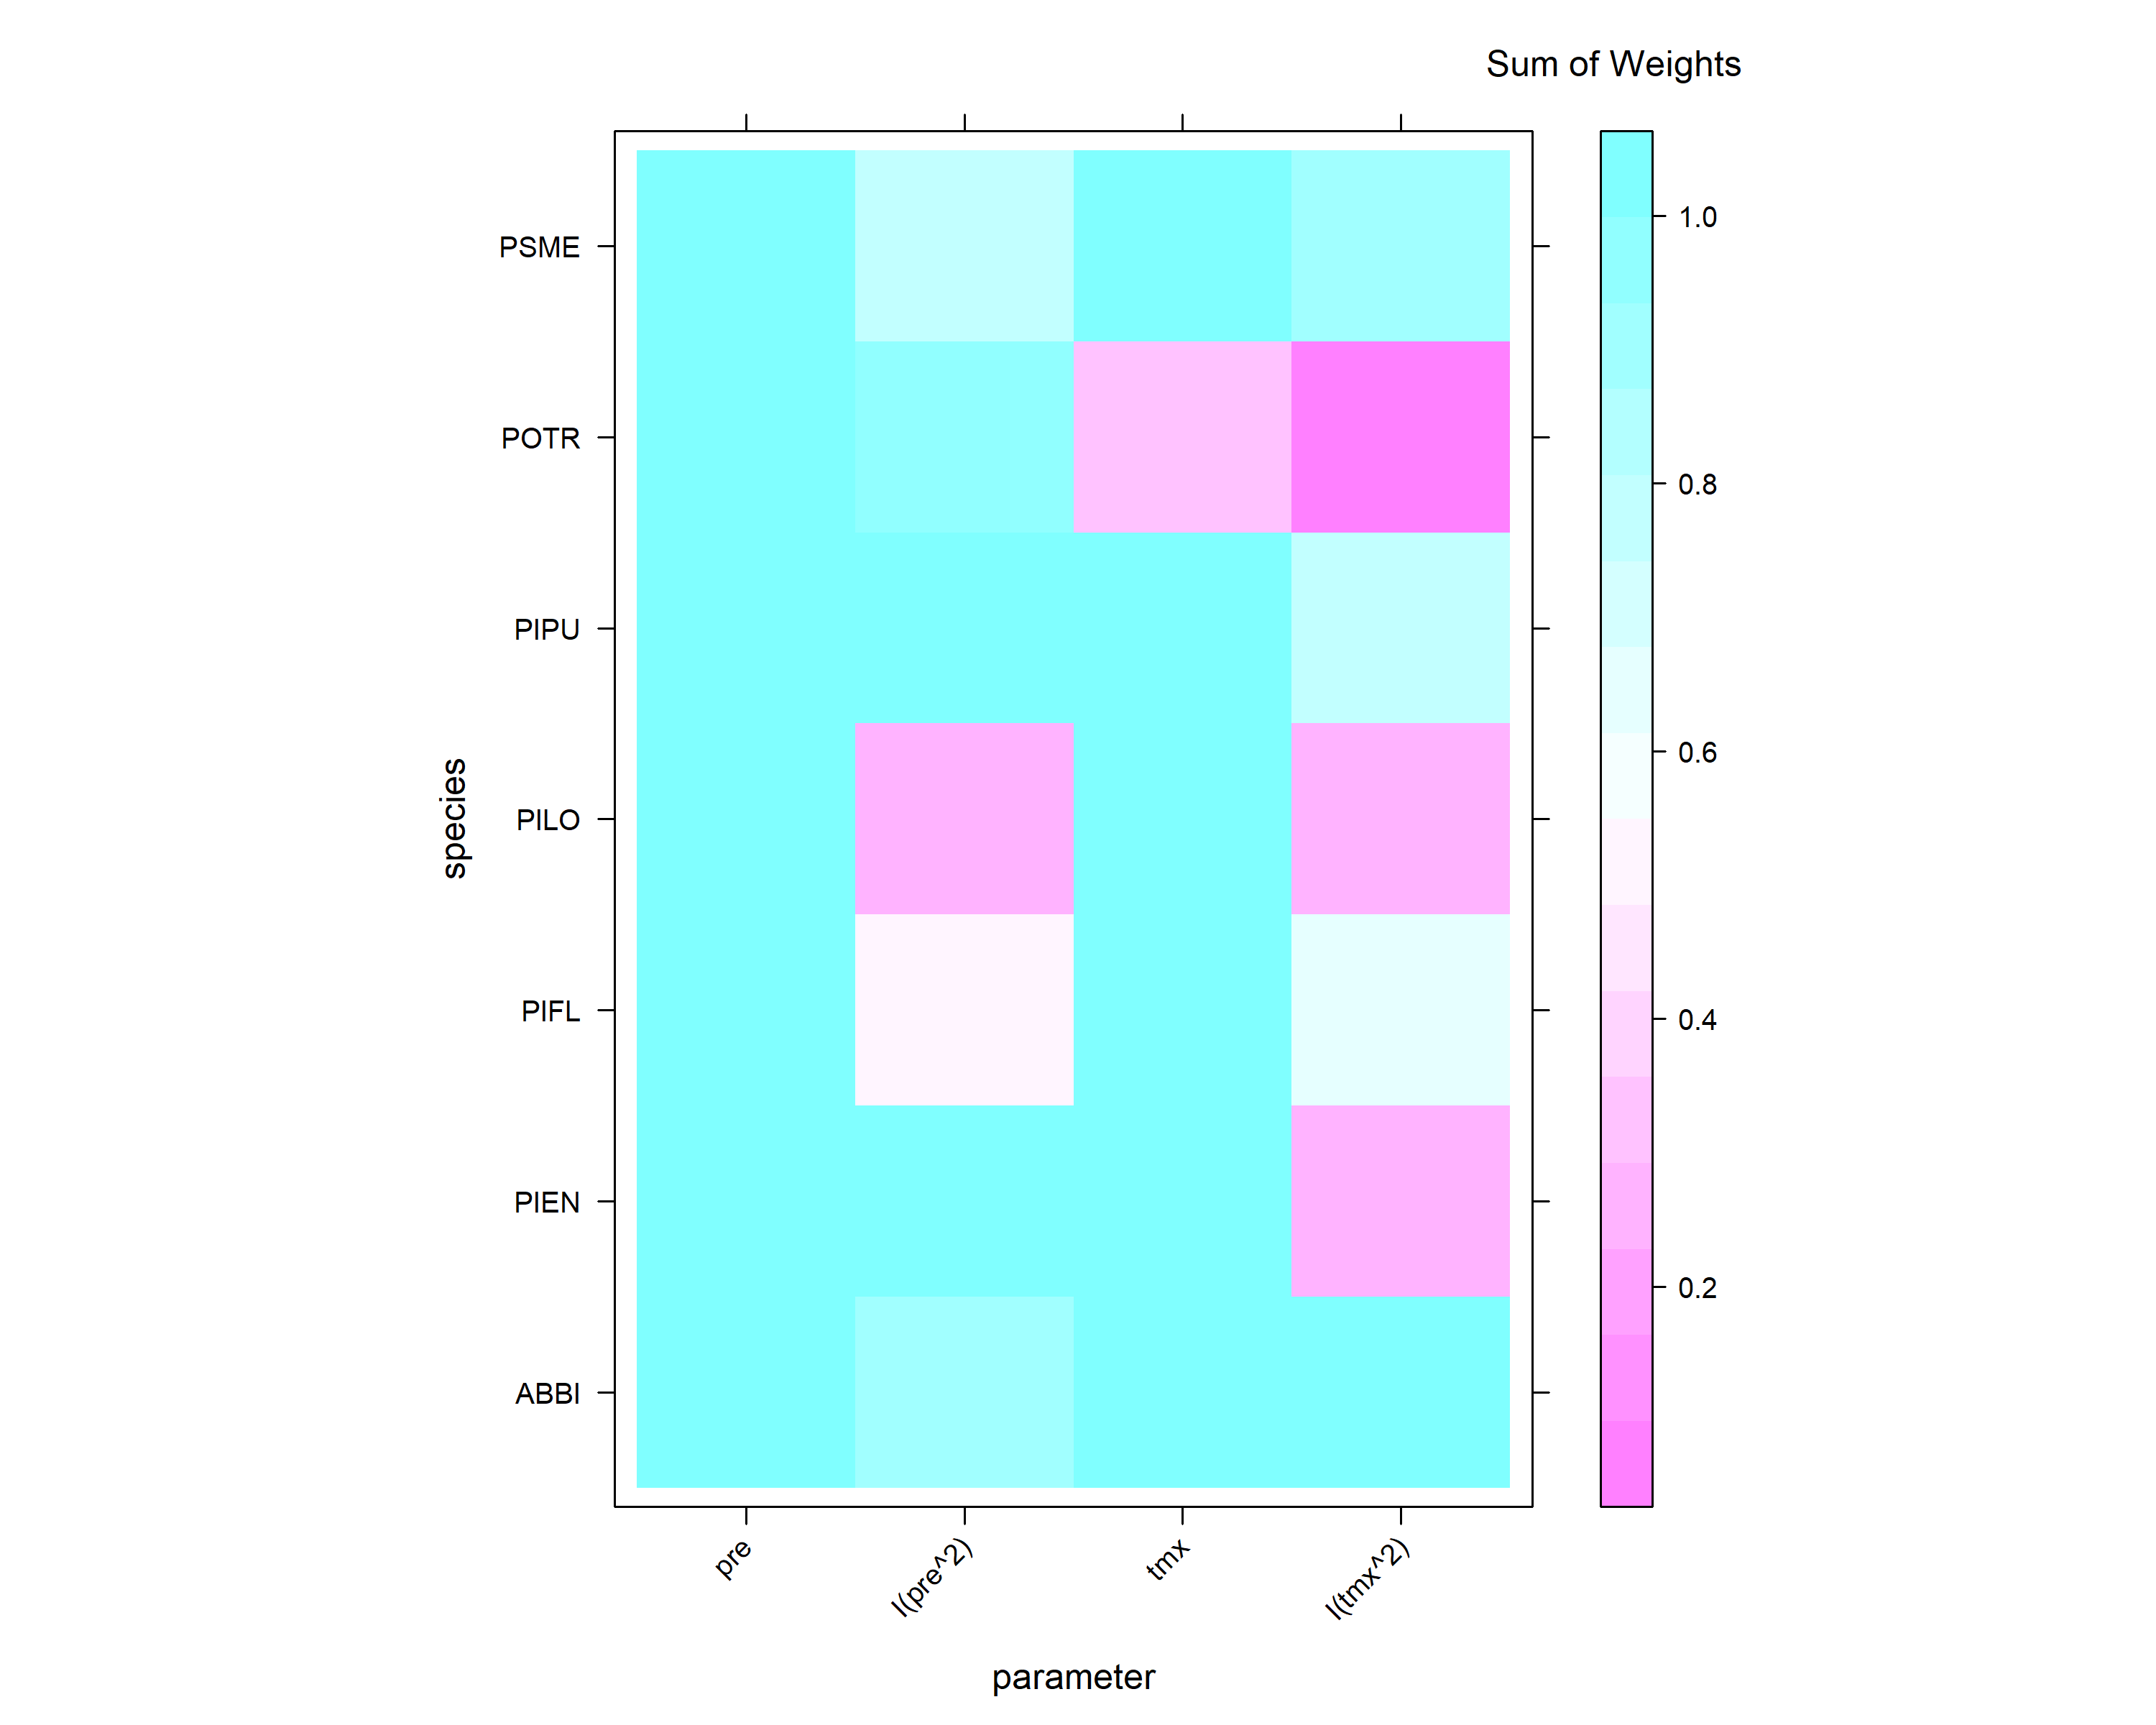 Sum of Weights
PSME
POTR
PIPU
PILO
PIFL
PIEN
ABBI
species
1.0
0.8
0.6
0.4
0.2
pre
I(pre^2)
tmx
I(tmx^2)
parameter